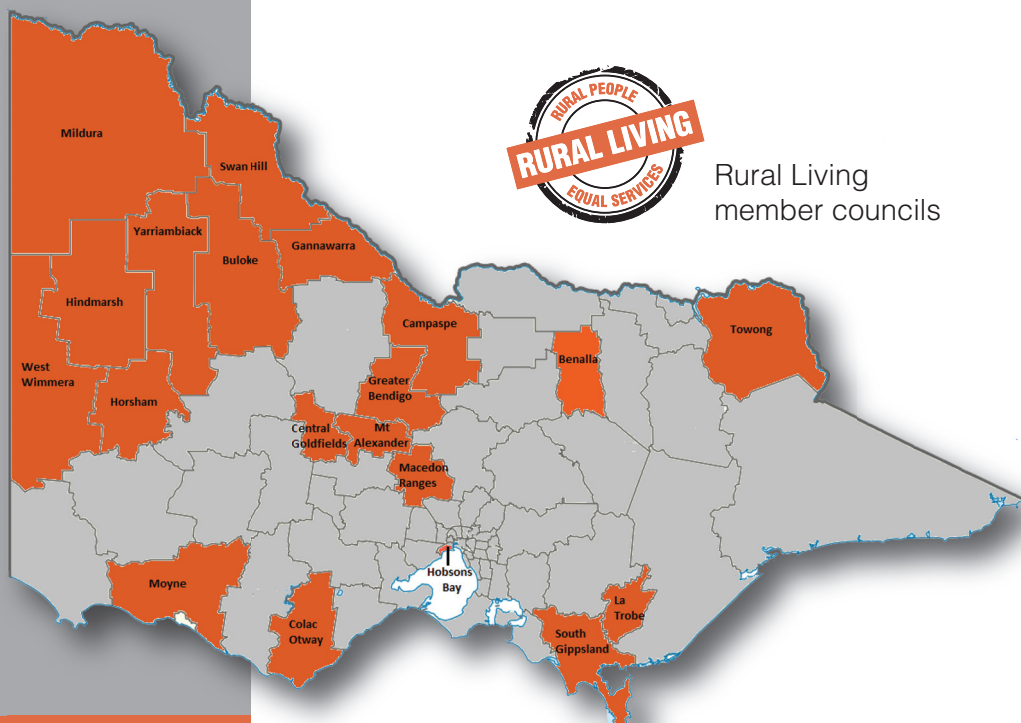 RURAL PEOPLE
RURAL LIVING
EQUAL SERVICES
Rural Living
member councils
Mildura
Swan Hill
Yarriambiack
Gannawarra
Buloke
Hindmarsh
Campaspe
Towong
Benalla
West
Wimmera
Greater
Bendigo
Horsham
Central
Goldfields
Mt
Alexander
Macedon
Ranges
Hobsons
Bay
Moyne
La
Trobe
Colac
Otway
South
Gippsland